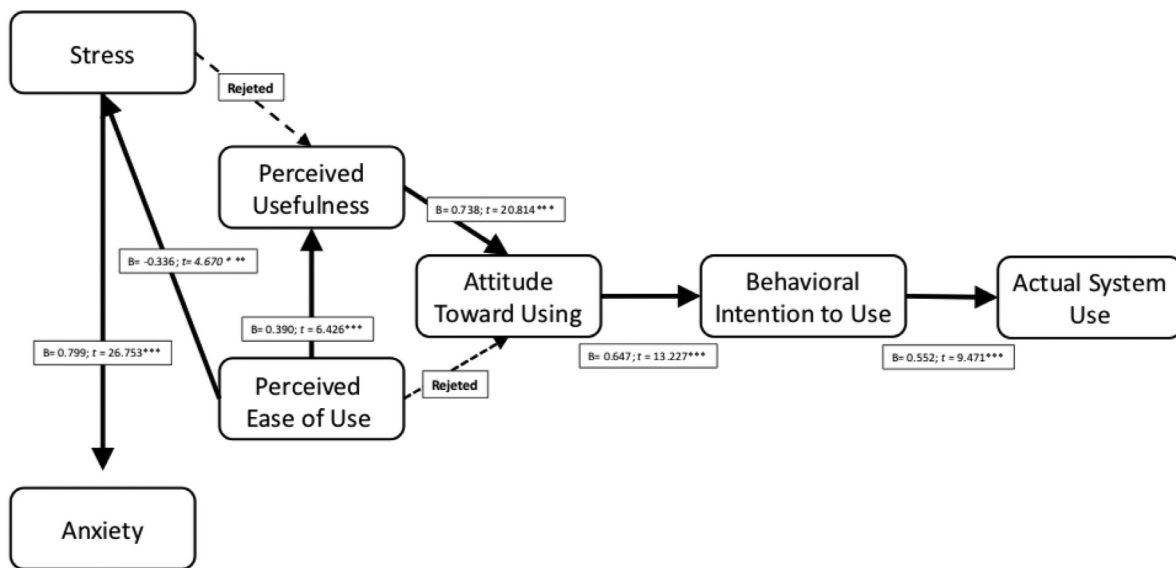 Stress
Rejeted
Perceived
Usefulness
B= 0.738; t = 20.814***
B= -0.336; t= 4.670***
Attitude
Toward Using
Behavioral
Intention to Use
Actual System
Use
B= 0.390; t = 6.426***
B= 0.799; t = 26.753***
B= 0.647; t = 13.227***
B= 0.552; t = 9.471***
Perceived
Ease of Use
Rejeted
Anxiety